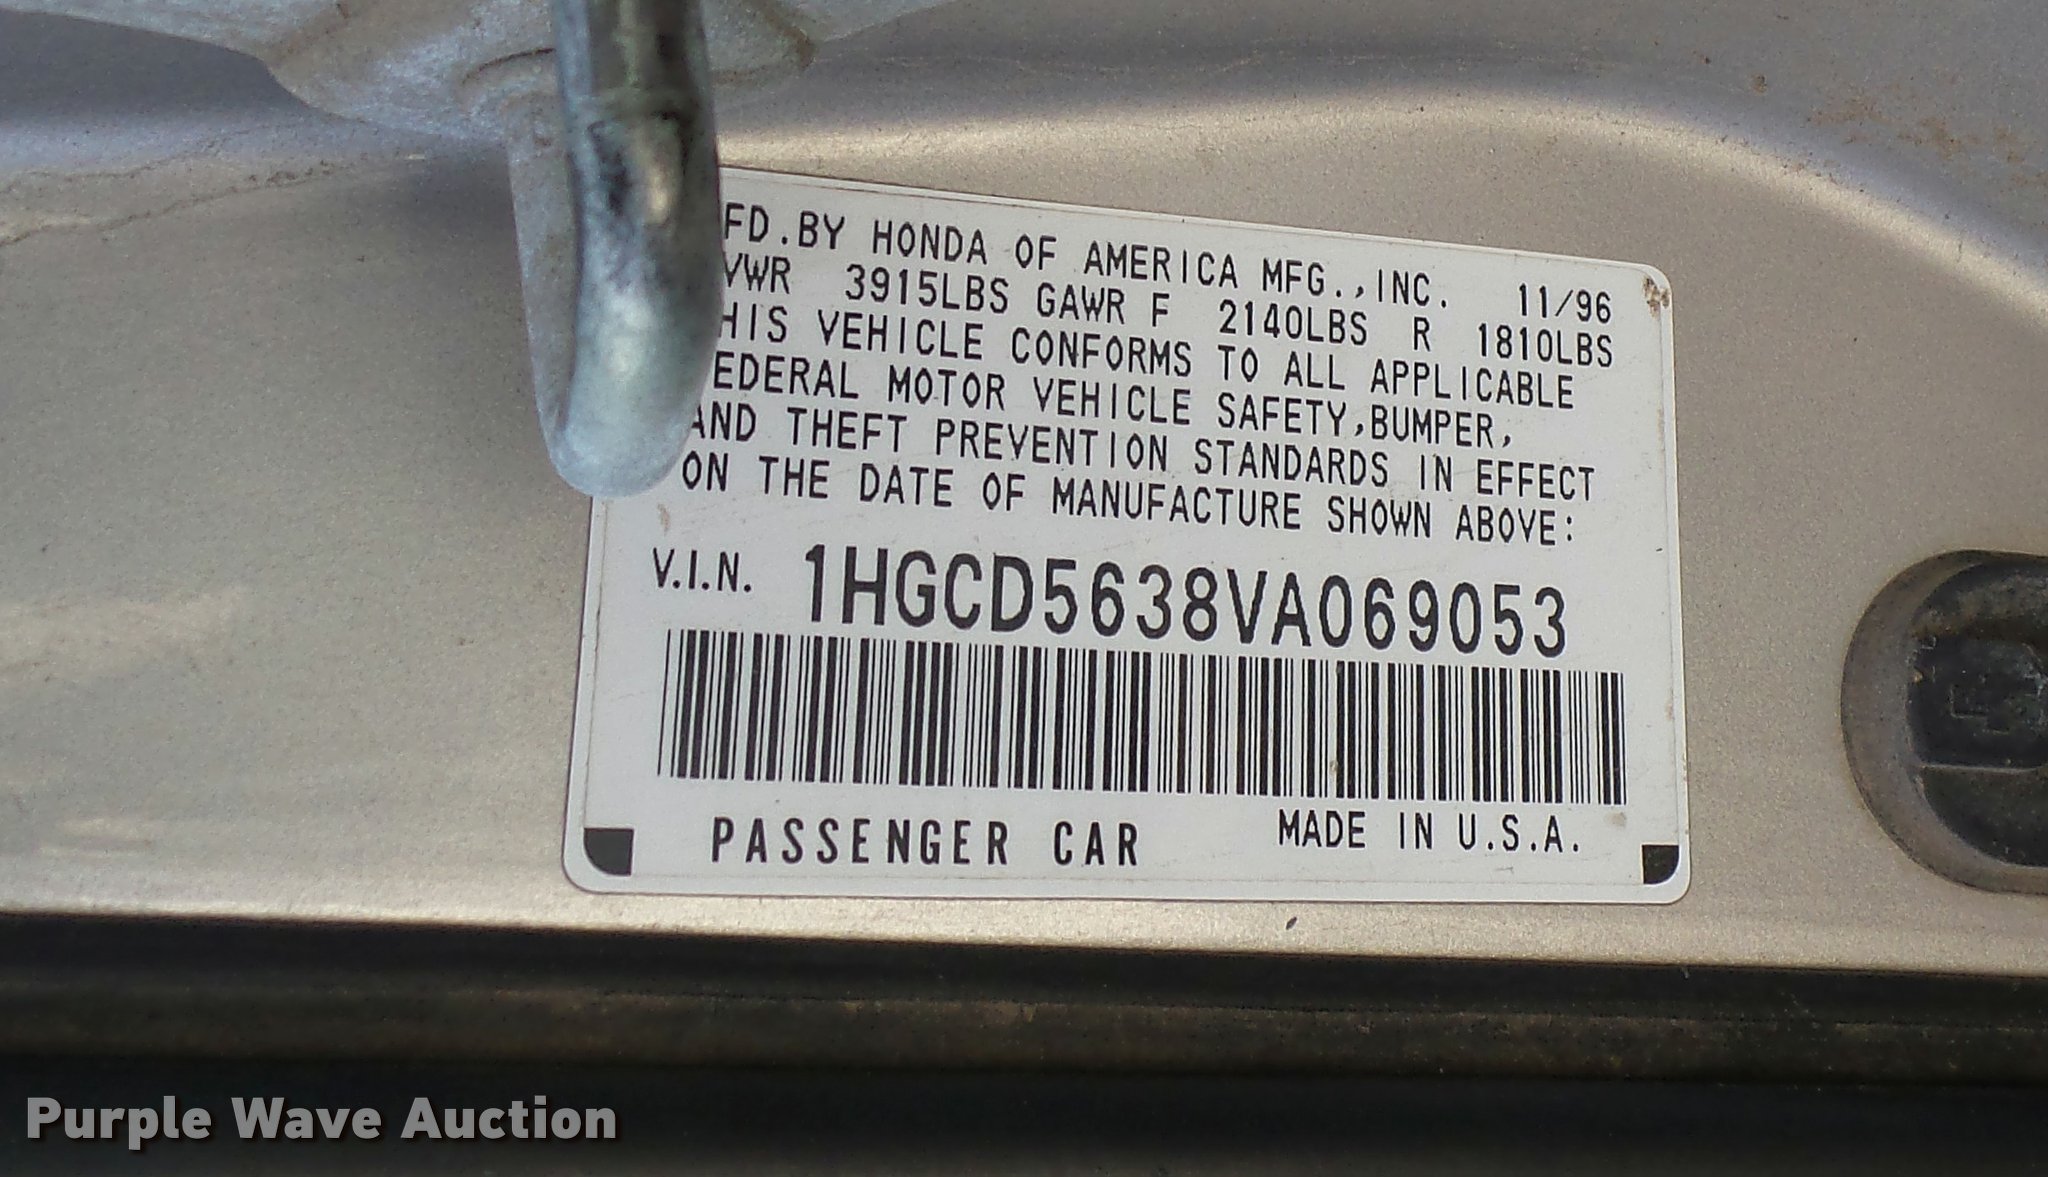 FD.BY HONDA OF AMERICA MFG.,INC. 11/96
VWR 3915LBS GAWR F 2140LBS R 1810LBS
HIS VEHICLE CONFORMS TO ALL APPLICABLE
EDERAL MOTOR VEHICLE SAFETY,BUMPER,
AND THEFT PREVENTION STANDARDS IN EFFECT
ON THE DATE OF MANUFACTURE SHOWN ABOVE:
V.I.N. 1HGCD5638VA069053
PASSENGER CAR MADE IN U.S.A.
Purple Wave Auction